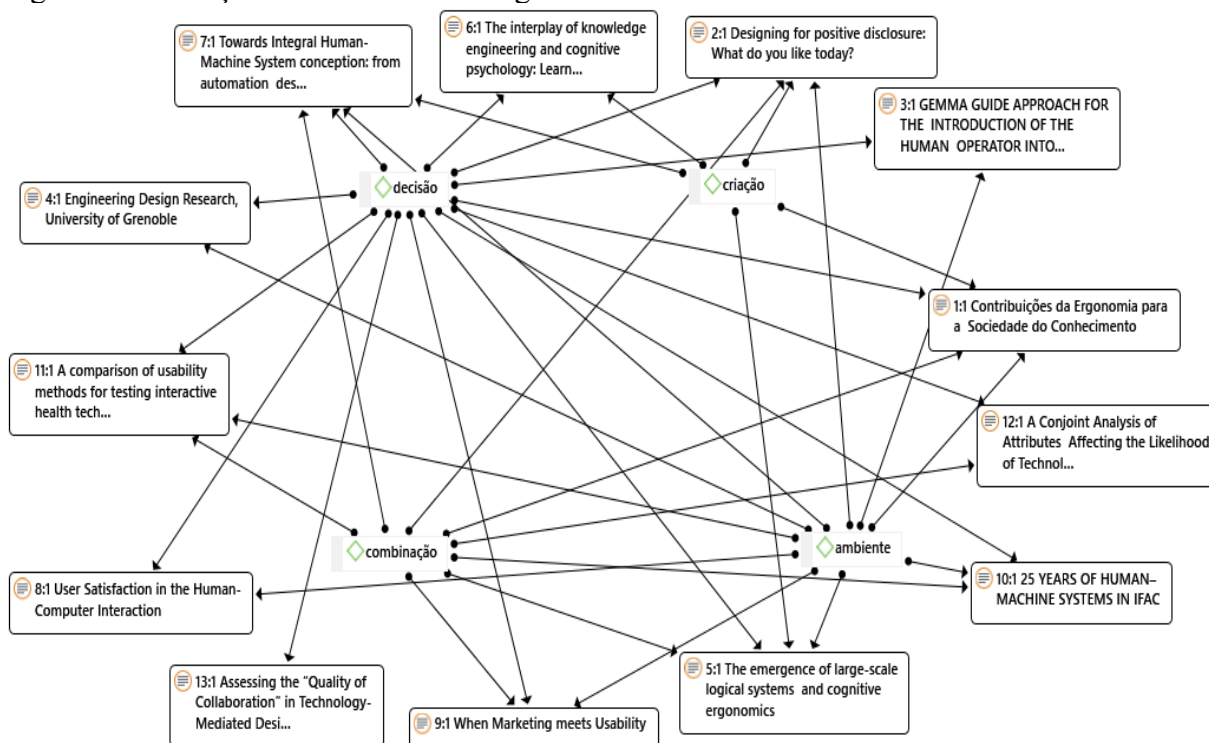 7:1 Towards Integral Human-
Machine System conception: from
automation des...
6:1 The interplay of knowledge
engineering and cognitive
psychology: Learn...
2:1 Designing for positive disclosure:
What do you like today?
3:1 GEMMA GUIDE APPROACH FOR
THE INTRODUCTION OF THE
HUMAN OPERATOR INTO...
decisão
criação
4:1 Engineering Design Research,
University of Grenoble
1:1 Contribuições da Ergonomia para
a Sociedade do Conhecimento
11:1 A comparison of usability
methods for testing interactive
health tech...
12:1 A Conjoint Analysis of
Attributes Affecting the Likelihood
of Technol...
combinação
ambiente
8:1 User Satisfaction in the Human-
Computer Interaction
10:1 25 YEARS OF HUMAN–
MACHINE SYSTEMS IN IFAC
13:1 Assessing the “Quality of
Collaboration” in Technology-
Mediated Desi...
9:1 When Marketing meets Usability
5:1 The emergence of large-scale
logical systems and cognitive
ergonomics